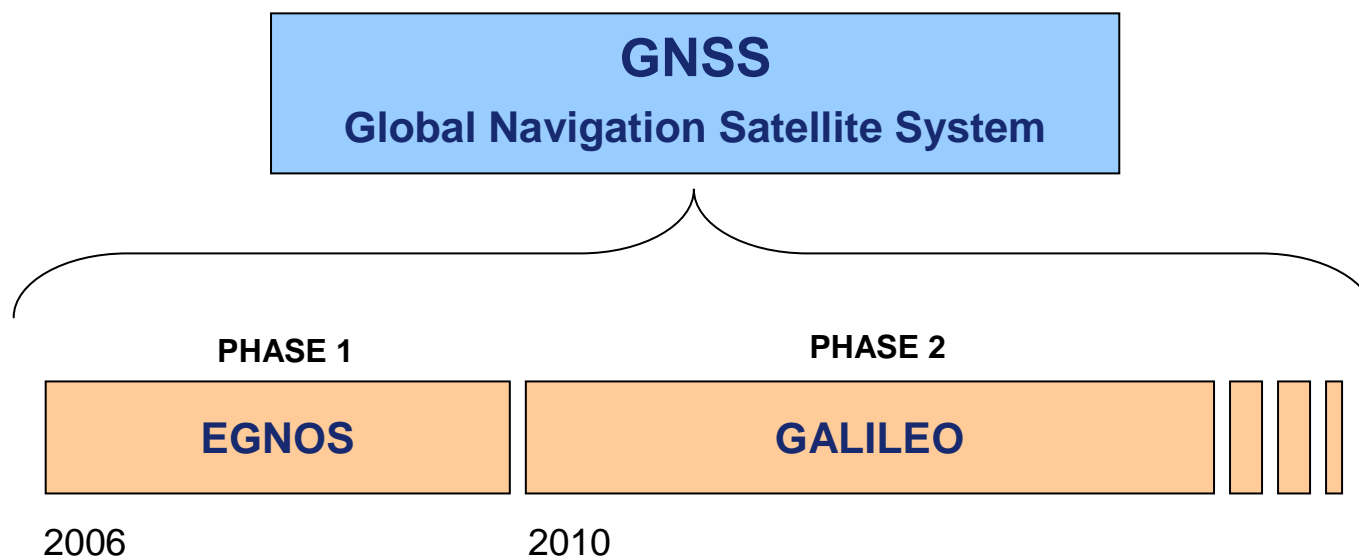 GNSS
Global Navigation Satellite System
PHASE 1
PHASE 2
EGNOS
GALILEO
2006
2010